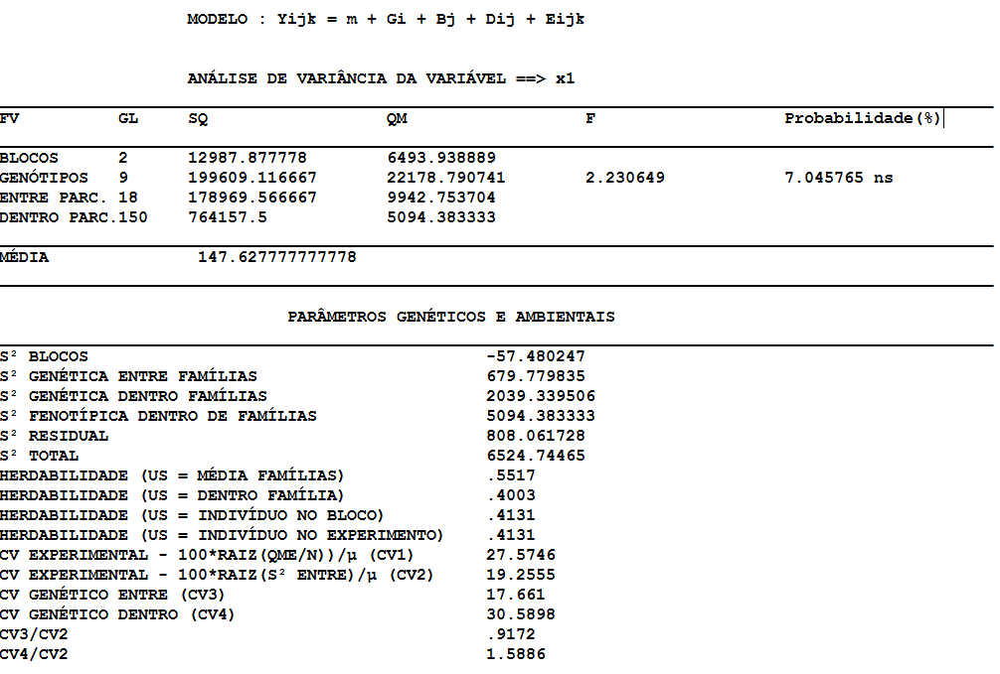 MODELO : Yijk = m + Gi + Bj + Dij + Eijk
ANÁLISE DE VARIÂNCIA DA VARIÁVEL ==> x1
FV GL SQ QM F Probabilidade(%)
BLOCOS 2 12987.877778 6493.938889
GENÓTIPOS 9 199609.116667 22178.790741 2.230649 7.045765 ns
ENTRE PARC. 18 178969.566667 9942.753704
DENTRO PARC.150 764157.5 5094.383333
MÉDIA 147.627777777778
PARÂMETROS GENÉTICOS E AMBIENTAIS
S² BLOCOS -57.480247
S² GENÉTICA ENTRE FAMÍLIAS 679.779835
S² GENÉTICA DENTRO FAMÍLIAS 2039.339506
S² FENOTÍPICA DENTRO DE FAMÍLIAS 5094.383333
S² RESIDUAL 808.061728
S² TOTAL 6524.74465
HERDABILIDADE (US = MÉDIA FAMÍLIAS) .5517
HERDABILIDADE (US = DENTRO FAMÍLIA) .4003
HERDABILIDADE (US = INDIVÍDUO NO BLOCO) .4131
HERDABILIDADE (US = INDIVÍDUO NO EXPERIMENTO) .4131
CV EXPERIMENTAL - 100*RAIZ(QME/N))/µ (CV1) 27.5746
CV EXPERIMENTAL - 100*RAIZ(S² ENTRE)/µ (CV2) 19.2555
CV GENÉTICO ENTRE (CV3) 17.661
CV GENÉTICO DENTRO (CV4) 30.5898
CV3/CV2 .9172
CV4/CV2 1.5886